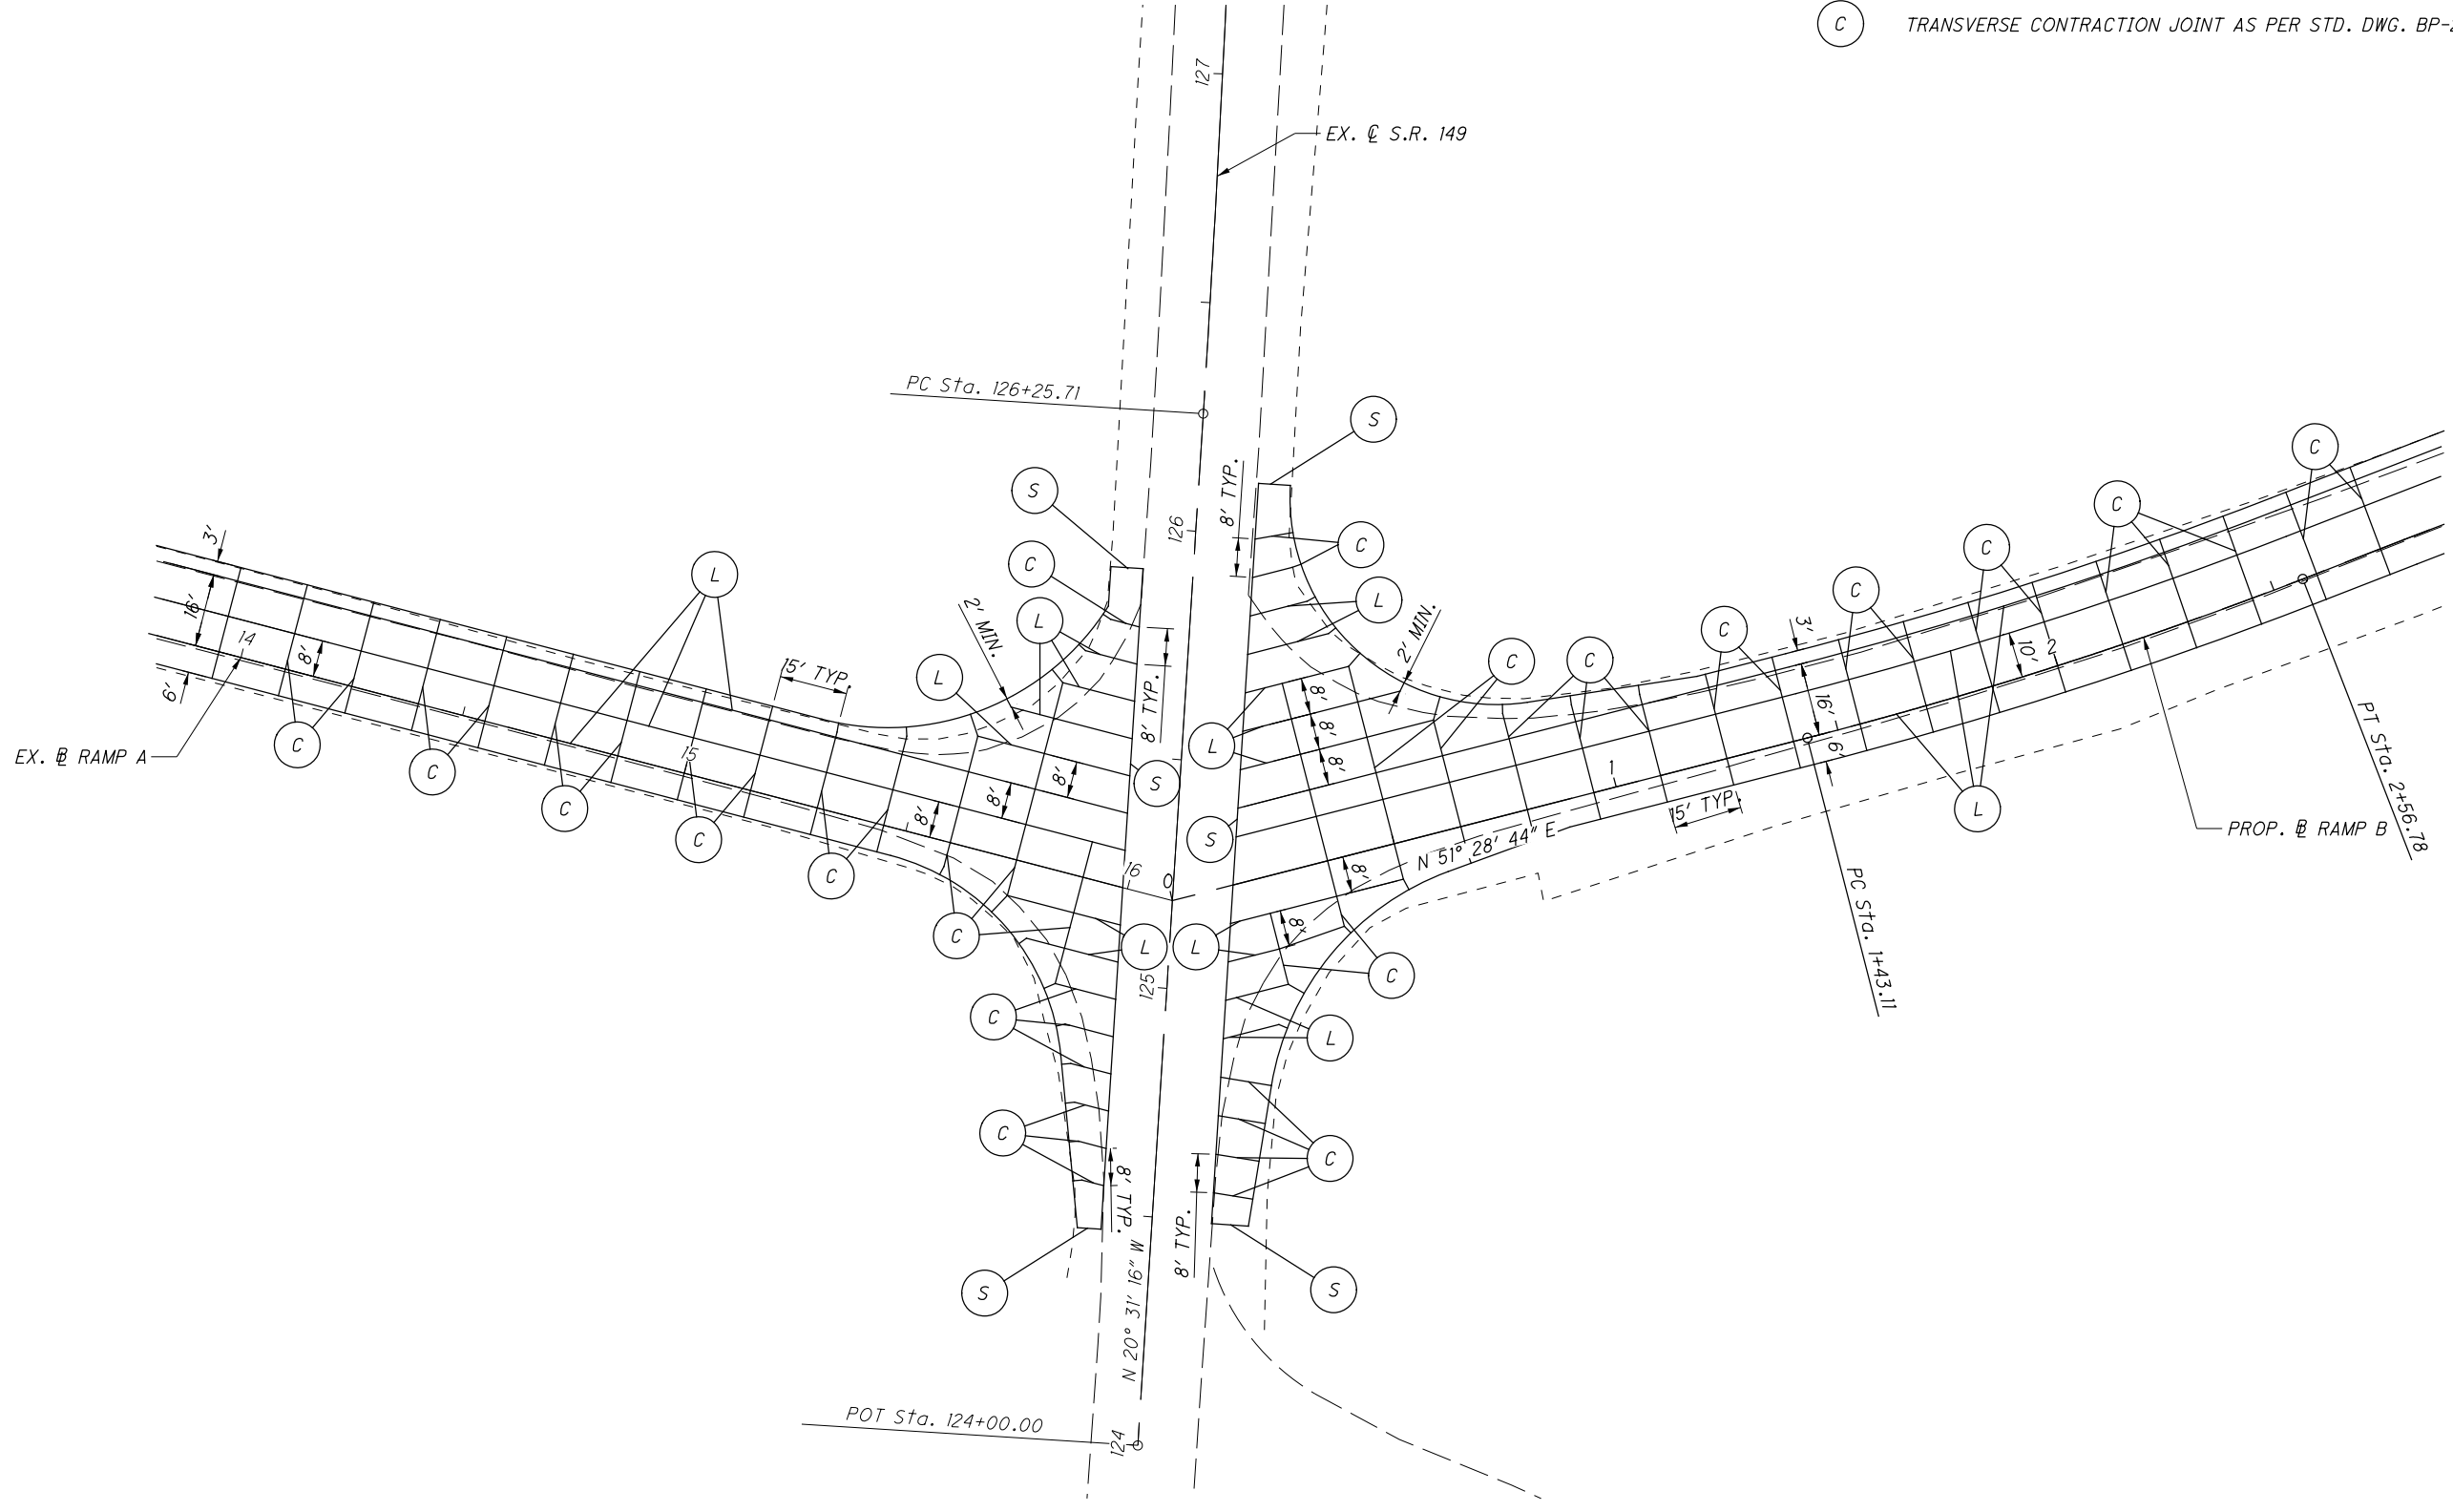 C TRANSVERSE CONTRACTION JOINT AS PER STD. DWG. BP-
127
EX. ℄ S.R. 149
PC Sta. 126+25.71
S
S
8' TYP.
126
C
C
C
C
3'
L
C
2' MIN.
L
L
2' MIN.
C
16'
14
8'
6'
15' TYP.
L
8' TYP.
C
C
C
3'
10'
2
16'
6'
8'
8'
8'
L
EX. ⅊ RAMP A
C
15
C
C
C
C
8'
8'
8'
S
S
1
15' TYP.
L
PT Sta. 2+56.78
PROP. ⅊ RAMP B
N 51° 28' 44" E
8'
16
0
8'
PC Sta. 1+43.11
C
L
L
C
125
C
L
C
C
8' TYP.
8' TYP.
S
S
N 20° 31' 16" W
POT Sta. 124+00.00
124